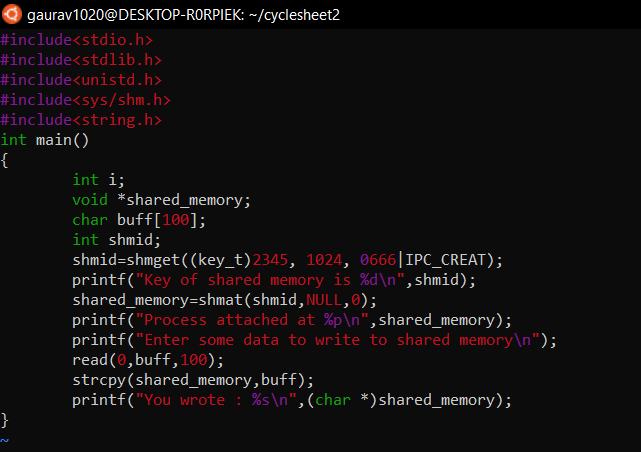 gaurav1020@DESKTOP-R0RPIEK: ~/cyclesheet2
#include<stdio.h>
#include<stdlib.h>
#include<unistd.h>
#include<sys/shm.h>
#include<string.h>
int main()
{
        int i;
        void *shared_memory;
        char buff[100];
        int shmid;
        shmid=shmget((key_t)2345, 1024, 0666|IPC_CREAT);
        printf("Key of shared memory is %d\n",shmid);
        shared_memory=shmat(shmid,NULL,0);
        printf("Process attached at %p\n",shared_memory);
        printf("Enter some data to write to shared memory\n");
        read(0,buff,100);
        strcpy(shared_memory,buff);
        printf("You wrote : %s\n",(char *)shared_memory);
}
~